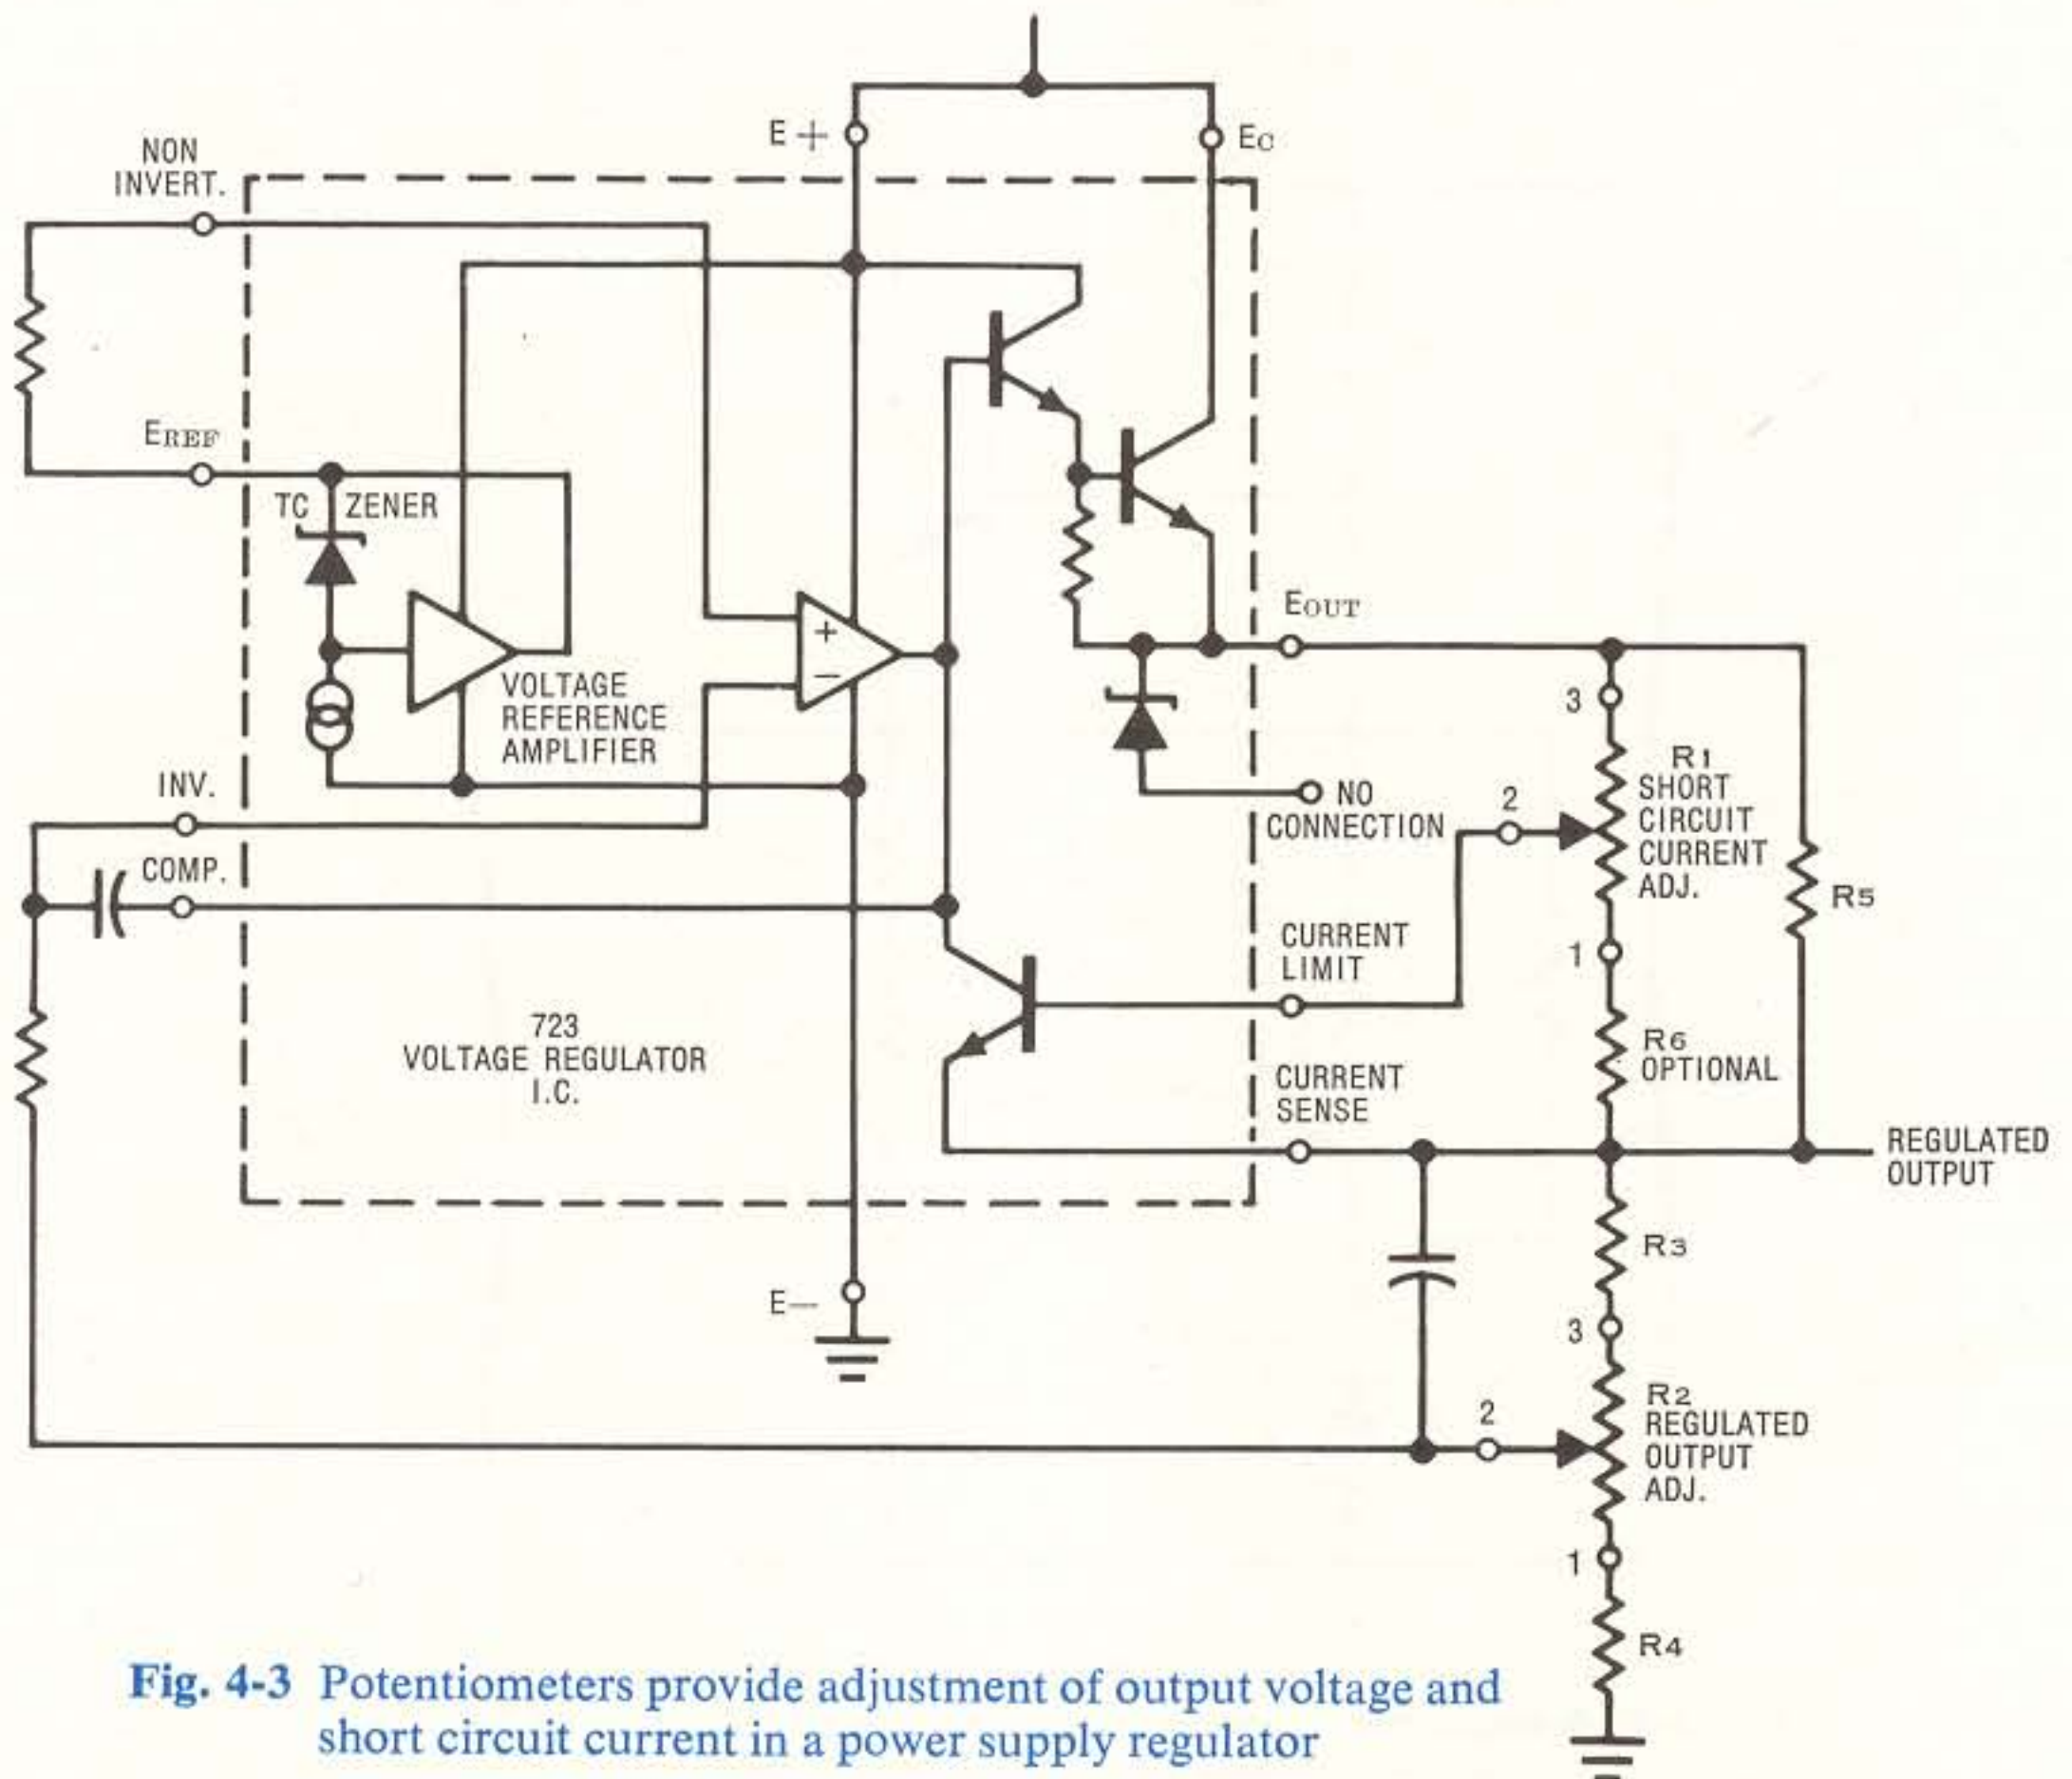 E+
EC
NON
INVERT.
EREF
TC ZENER
EOUT
+
−
VOLTAGE
REFERENCE
AMPLIFIER
3
R1
SHORT
CIRCUIT
CURRENT
ADJ.
2
NO
CONNECTION
INV.
COMP.
R5
CURRENT
LIMIT
1
723
VOLTAGE REGULATOR
I.C.
R6
OPTIONAL
CURRENT
SENSE
REGULATED
OUTPUT
R3
E−
3
R2
REGULATED
OUTPUT
ADJ.
2
1
R4
Fig. 4-3 Potentiometers provide adjustment of output voltage and
short circuit current in a power supply regulator